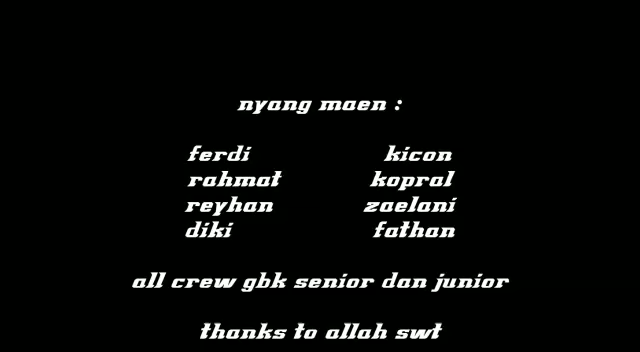 nyang maen :
ferdi kicon
rahmat kopral
reyhan zaelani
diki fathan
all crew gbk senior dan junior
thanks to allah swt